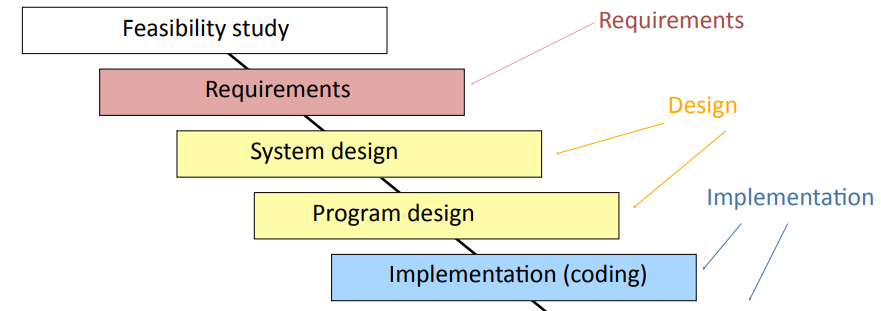 Feasibility study
Requirements
Requirements
System design
Design
Program design
Implementation
Implementation (coding)